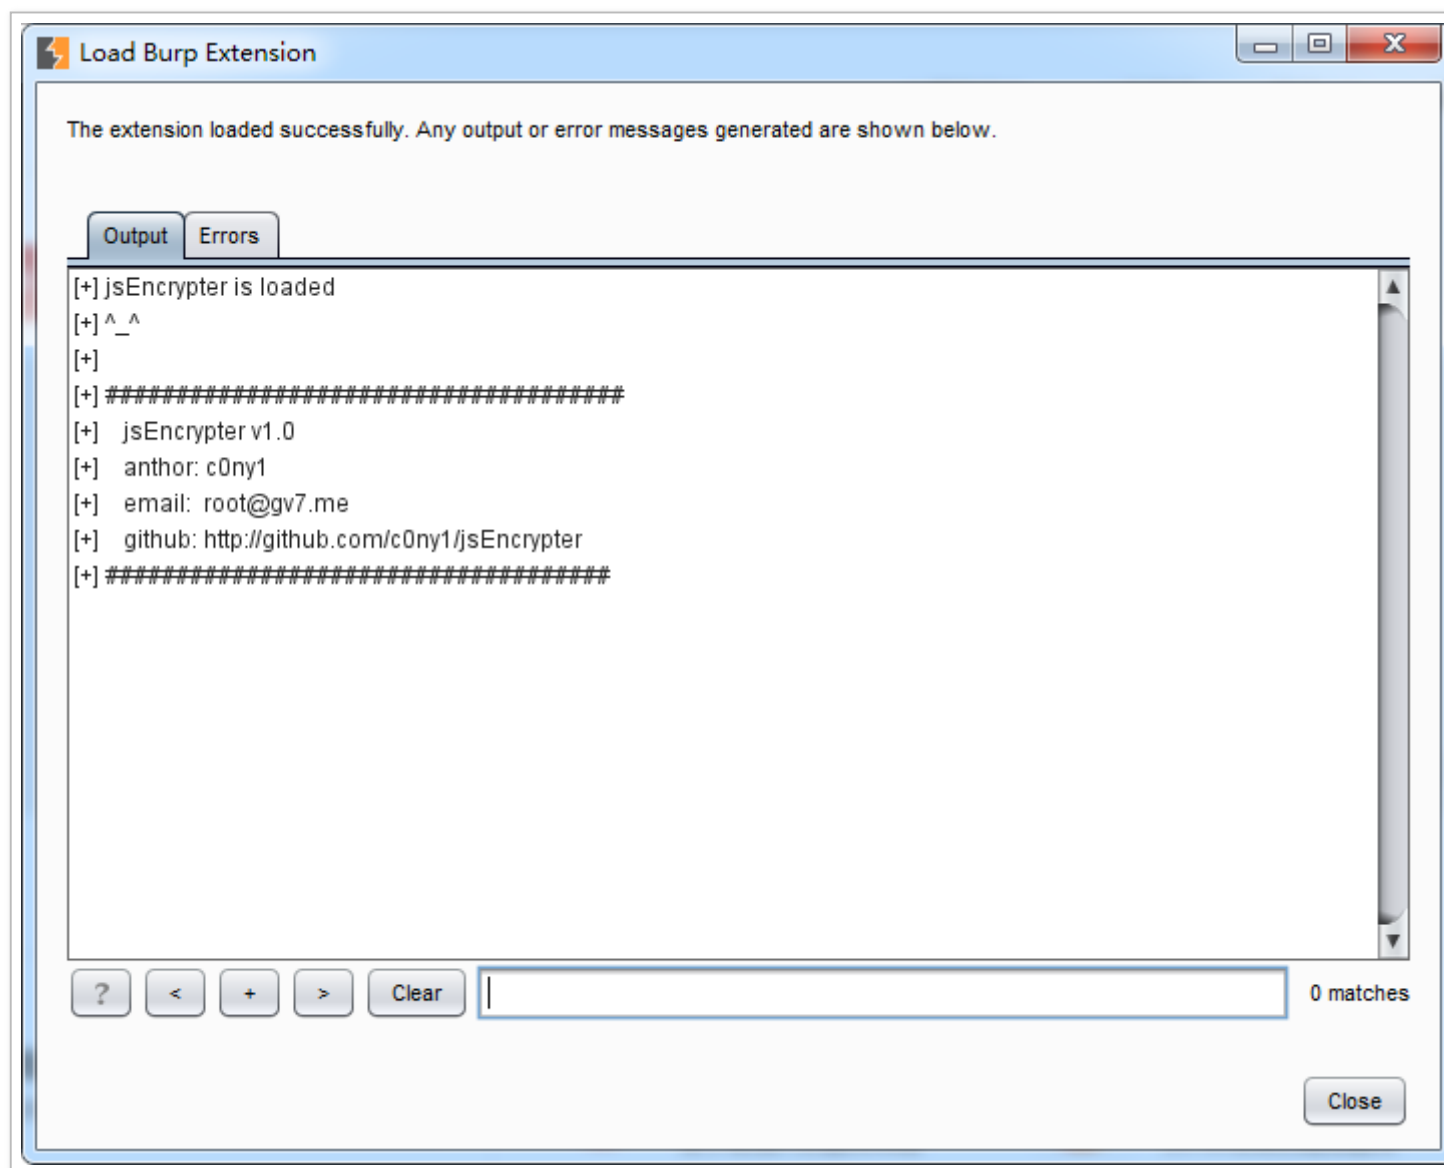 Load Burp Extension
The extension loaded successfully. Any output or error messages generated are shown below.
Output Errors
[+] jsEncrypter is loaded
[+] ^_^
[+]
[+] #####################################
[+] jsEncrypter v1.0
[+] anthor: c0ny1
[+] email: root@gv7.me
[+] github: http://github.com/c0ny1/jsEncrypter
[+] ####################################
? < + > Clear 0 matches
Close